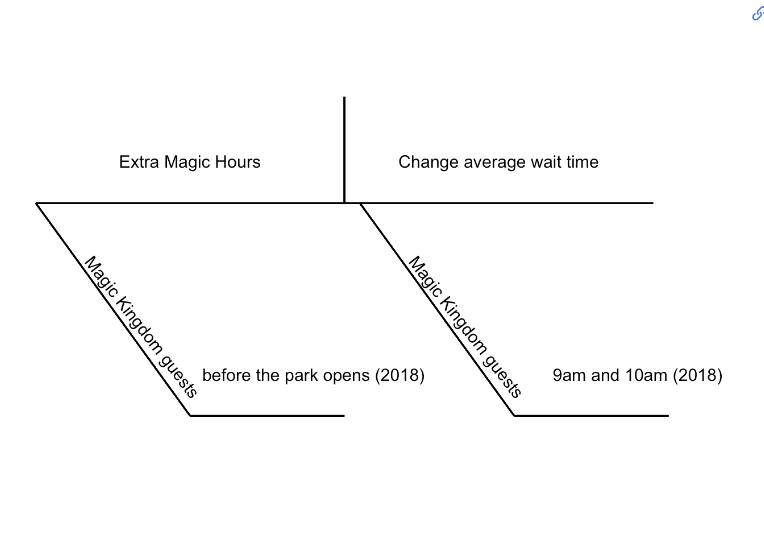 Extra Magic Hours
Change average wait time
Magic Kingdom guests
before the park opens (2018)
Magic Kingdom guests
9am and 10am (2018)